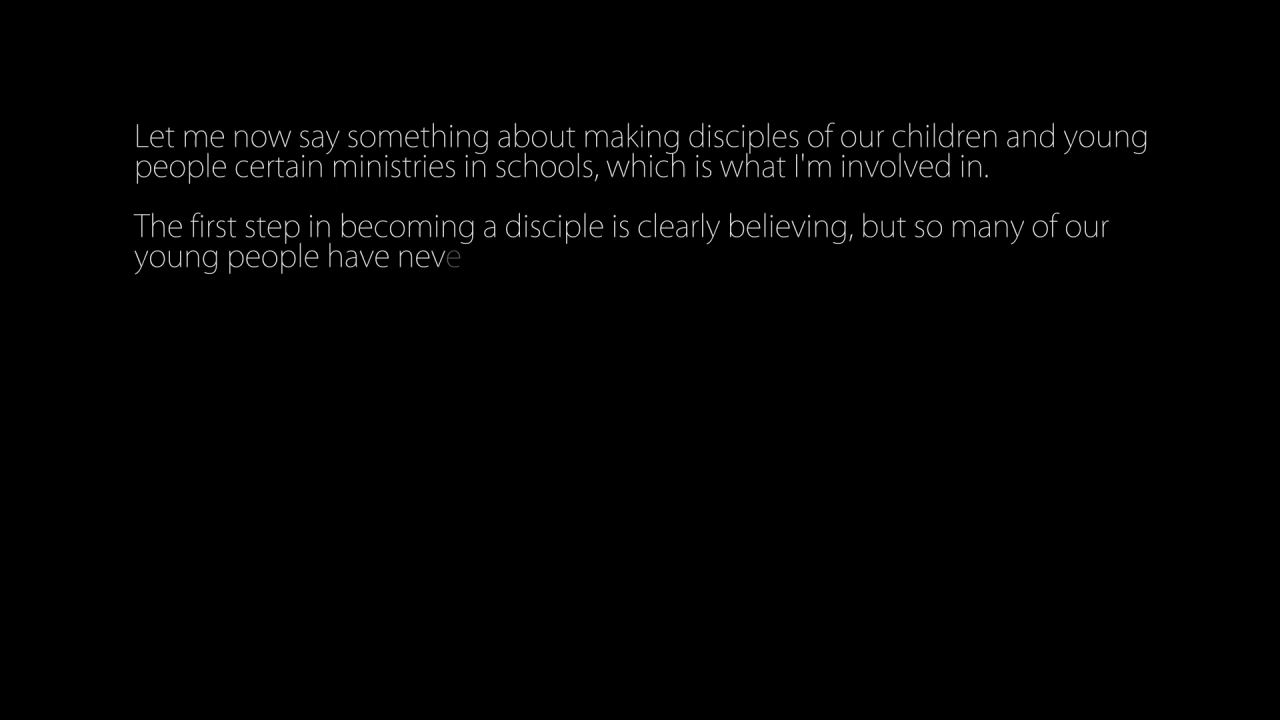 Let me now say something about making disciples of our children and young
people certain ministries in schools, which is what I'm involved in.
The first step in becoming a disciple is clearly believing, but so many of our
young people have neve